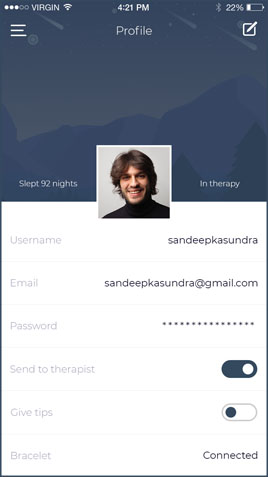 VIRGIN 4:21 PM 22%
Profile
Slept 92 nights In therapy
Username sandeepkasundra
Email sandeepkasundra@gmail.com
Password ****************
Send to therapist
Give tips
Bracelet Connected